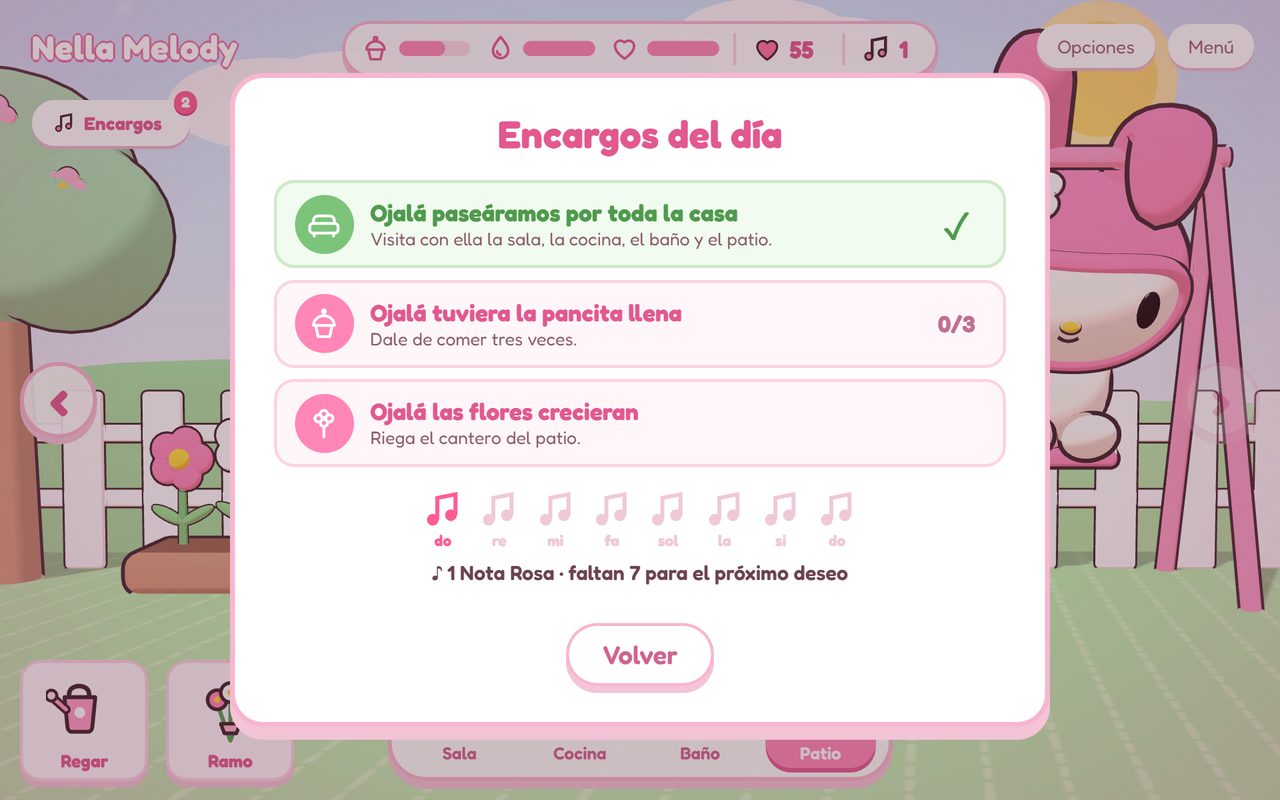 Nella Melody
55
1
Opciones
Menú
Encargos
2
Encargos del día
Ojalá paseáramos por toda la casa
Visita con ella la sala, la cocina, el baño y el patio.
Ojalá tuviera la pancita llena
Dale de comer tres veces.
0/3
Ojalá las flores crecieran
Riega el cantero del patio.
do re mi fa sol la si do
♪ 1 Nota Rosa · faltan 7 para el próximo deseo
Volver
Regar
Ramo
Sala
Cocina
Baño
Patio